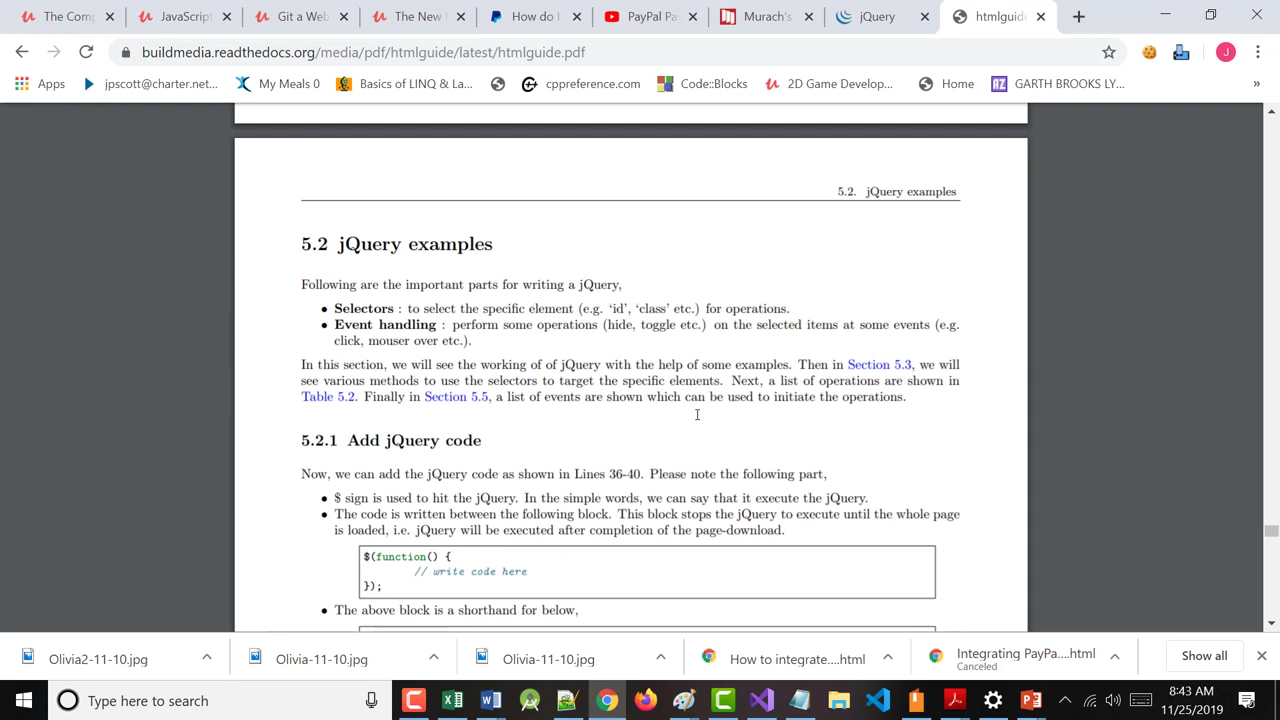 The Comp
JavaScript
Git a Web
The New
How do I
PayPal Pa
Murach's
jQuery
htmlguid
buildmedia.readthedocs.org/media/pdf/htmlguide/latest/htmlguide.pdf
J
Apps
jpscott@charter.net...
My Meals 0
Basics of LINQ & La...
cppreference.com
Code::Blocks
2D Game Develop...
Home
AZ
GARTH BROOKS LY...
»
5.2. jQuery examples
5.2 jQuery examples
Following are the important parts for writing a jQuery,
• Selectors : to select the specific element (e.g. ‘id’, ‘class’ etc.) for operations.
• Event handling : perform some operations (hide, toggle etc.) on the selected items at some events (e.g.
click, mouser over etc.).
In this section, we will see the working of of jQuery with the help of some examples. Then in Section 5.3, we will
see various methods to use the selectors to target the specific elements. Next, a list of operations are shown in
Table 5.2. Finally in Section 5.5, a list of events are shown which can be used to initiate the operations.
5.2.1 Add jQuery code
Now, we can add the jQuery code as shown in Lines 36-40. Please note the following part,
• $ sign is used to hit the jQuery. In the simple words, we can say that it execute the jQuery.
• The code is written between the following block. This block stops the jQuery to execute until the whole page
is loaded, i.e. jQuery will be executed after completion of the page-download.
$(function() {
// write code here
});
• The above block is a shorthand for below,
Olivia2-11-10.jpg
Olivia-11-10.jpg
Olivia-11-10.jpg
How to integrate....html
Integrating PayPa....html
Canceled
Show all
Type here to search
8:43 AM
11/25/2019